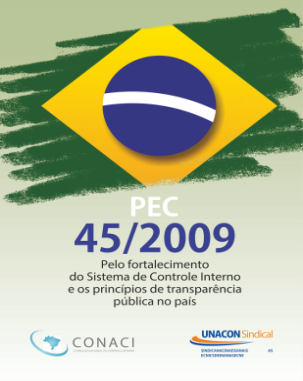 PEC
45/2009
Pelo fortalecimento
do Sistema de Controle Interno
e os princípios de transparência
pública no país
CONACI
UNACON Sindical